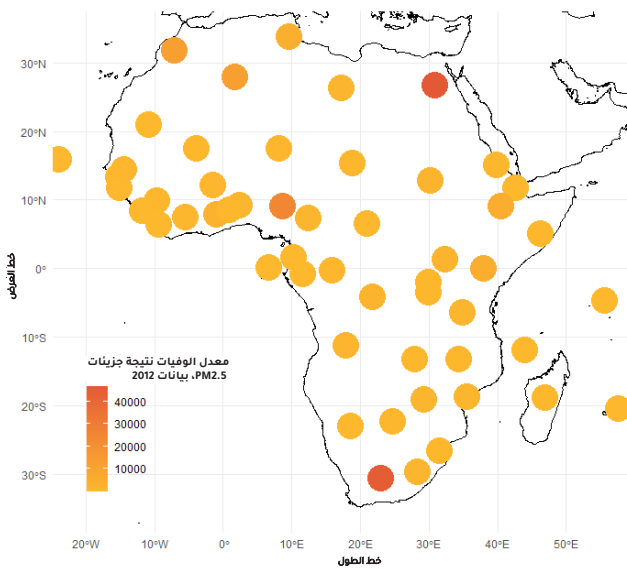 30°N
20°N
10°N
0°
10°S
20°S
30°S
خط العرض
معدل الوفيات نتيجة جزيئات
PM2.5، بيانات 2012
40000
30000
20000
10000
20°W
10°W
0°
10°E
20°E
30°E
40°E
50°E
خط الطول